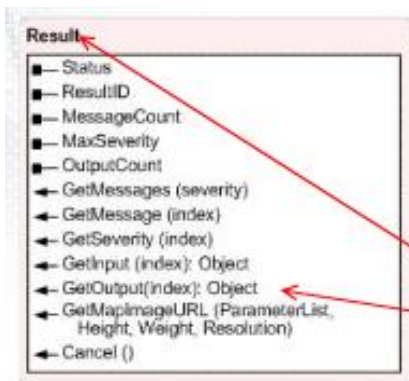 Result
Status
ResultID
MessageCount
MaxSeverity
OutputCount
GetMessages (severity)
GetMessage (index)
GetSeverity (index)
GetInput (index): Object
GetOutput(index): Object
GetMapImageURL (ParameterList,
Height, Weight, Resolution)
Cancel ()